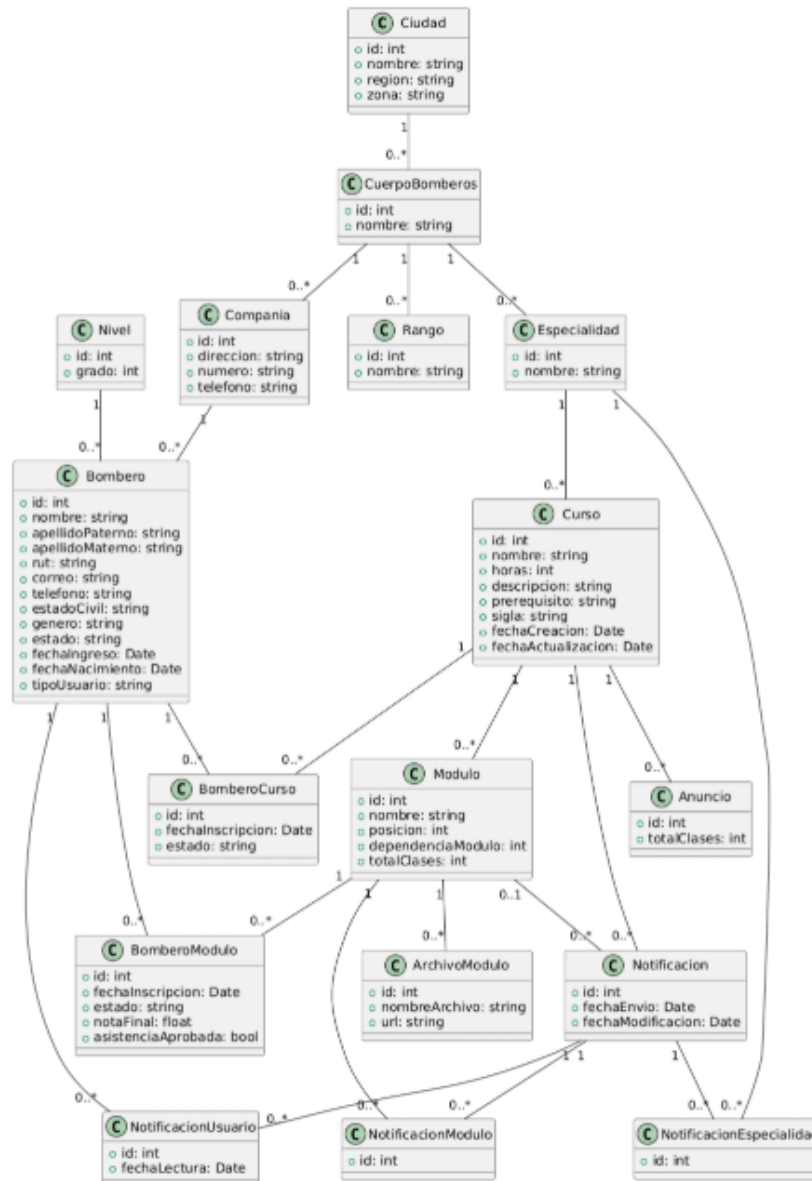 C Ciudad
id: int
nombre: string
region: string
zona: string
1
0..*
C CuerpoBomberos
id: int
nombre: string
1
1
1
0..*
0..*
0..*
C Nivel
id: int
grado: int
1
0..*
C Compania
id: int
direccion: string
numero: string
telefono: string
1
0..*
C Rango
id: int
nombre: string
C Especialidad
id: int
nombre: string
1
1
0..*
C Bombero
id: int
nombre: string
apellidoPaterno: string
apellidoMaterno: string
rut: string
correo: string
telefono: string
estadoCivil: string
genero: string
estado: string
fechaIngreso: Date
fechaNacimiento: Date
tipoUsuario: string
1
1
1
C Curso
id: int
nombre: string
horas: int
descripcion: string
prerequisito: string
sigla: string
fechaCreacion: Date
fechaActualizacion: Date
1
1
1
1
0..*
0..*
0..*
0..*
C BomberoCurso
id: int
fechaInscripcion: Date
estado: string
C Modulo
id: int
nombre: string
posicion: int
dependenciaModulo: int
totalClases: int
1
1
1
0..1
C Anuncio
id: int
totalClases: int
0..*
0..*
0..*
0..*
0..*
C BomberoModulo
id: int
fechaInscripcion: Date
estado: string
notaFinal: float
asistenciaAprobada: bool
C ArchivoModulo
id: int
nombreArchivo: string
url: string
C Notificacion
id: int
fechaEnvio: Date
fechaModificacion: Date
1
1
1
0..*
0..*
0..*
0..*
0..*
0..*
C NotificacionUsuario
id: int
fechaLectura: Date
C NotificacionModulo
id: int
C NotificacionEspecialidad
id: int